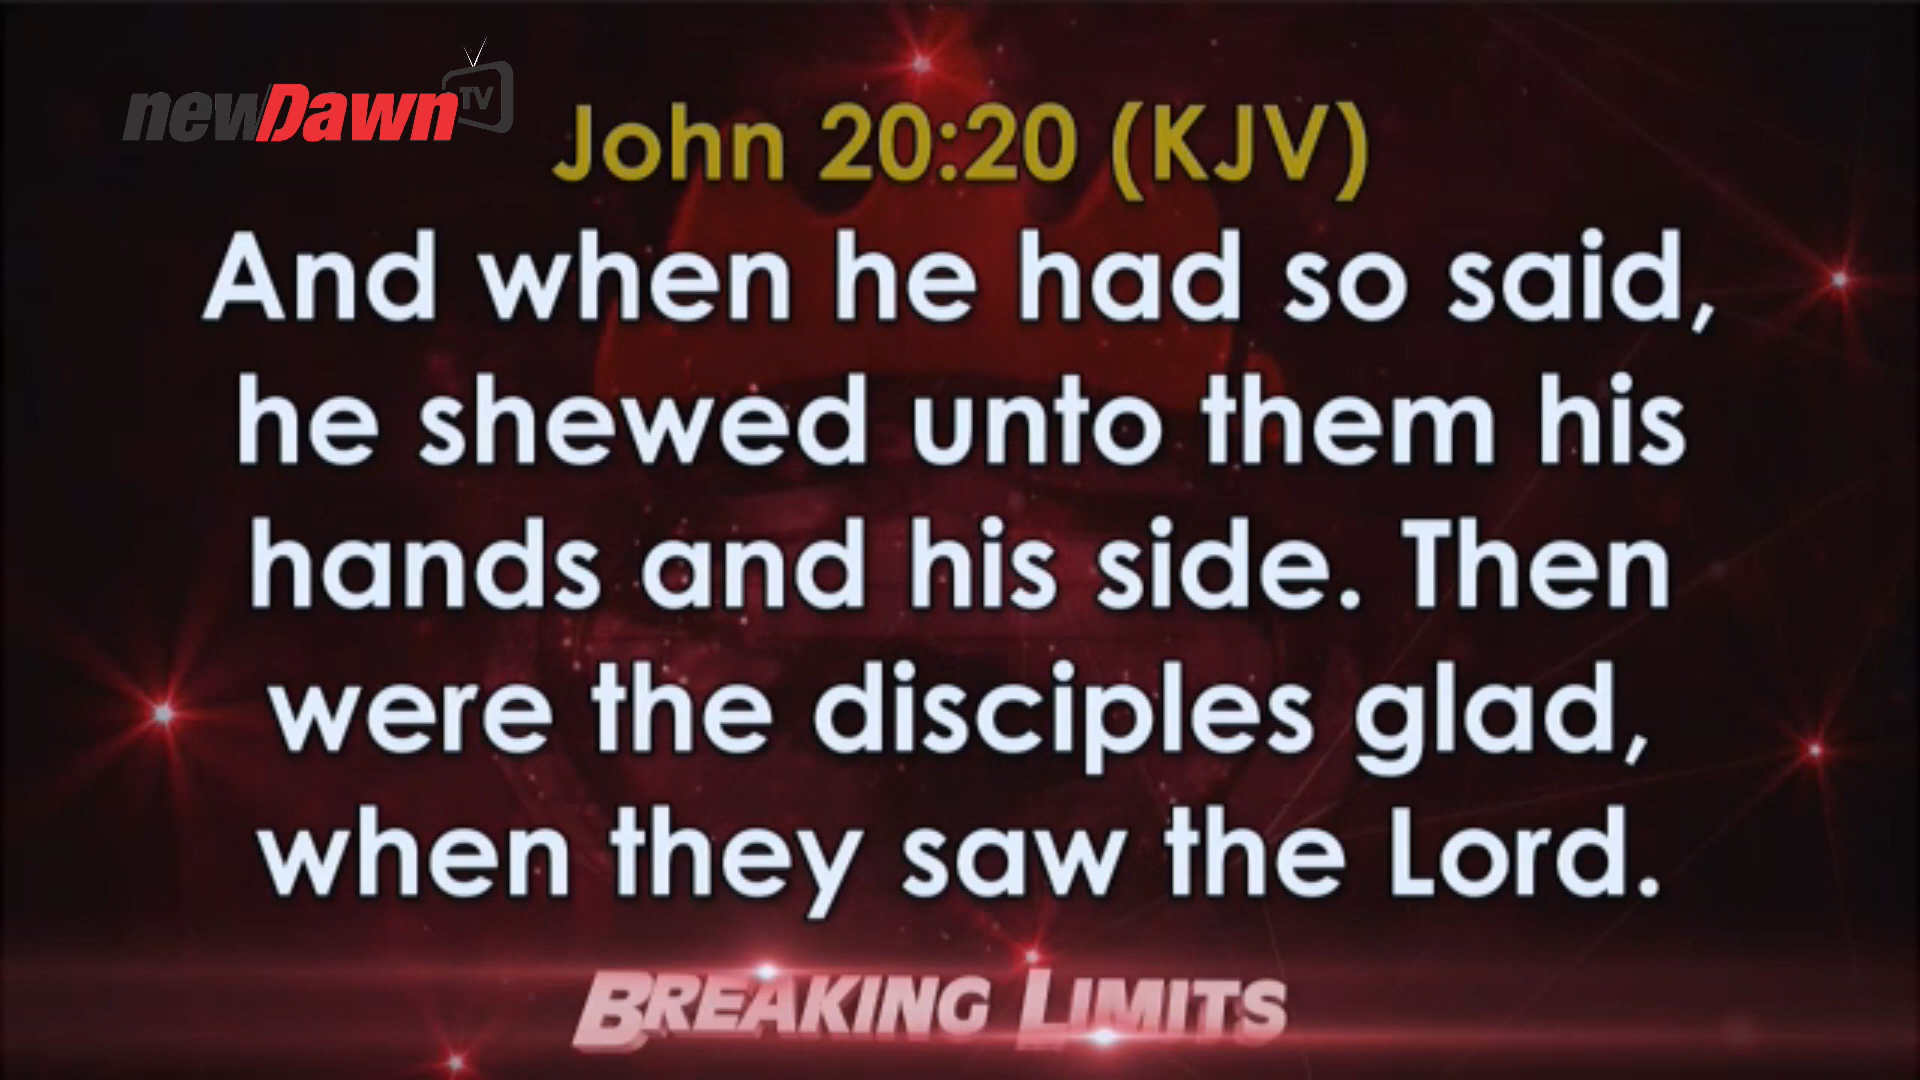 newDawn TV
John 20:20 (KJV)
And when he had so said,
he shewed unto them his
hands and his side. Then
were the disciples glad,
when they saw the Lord.
BREAKING LIMITS